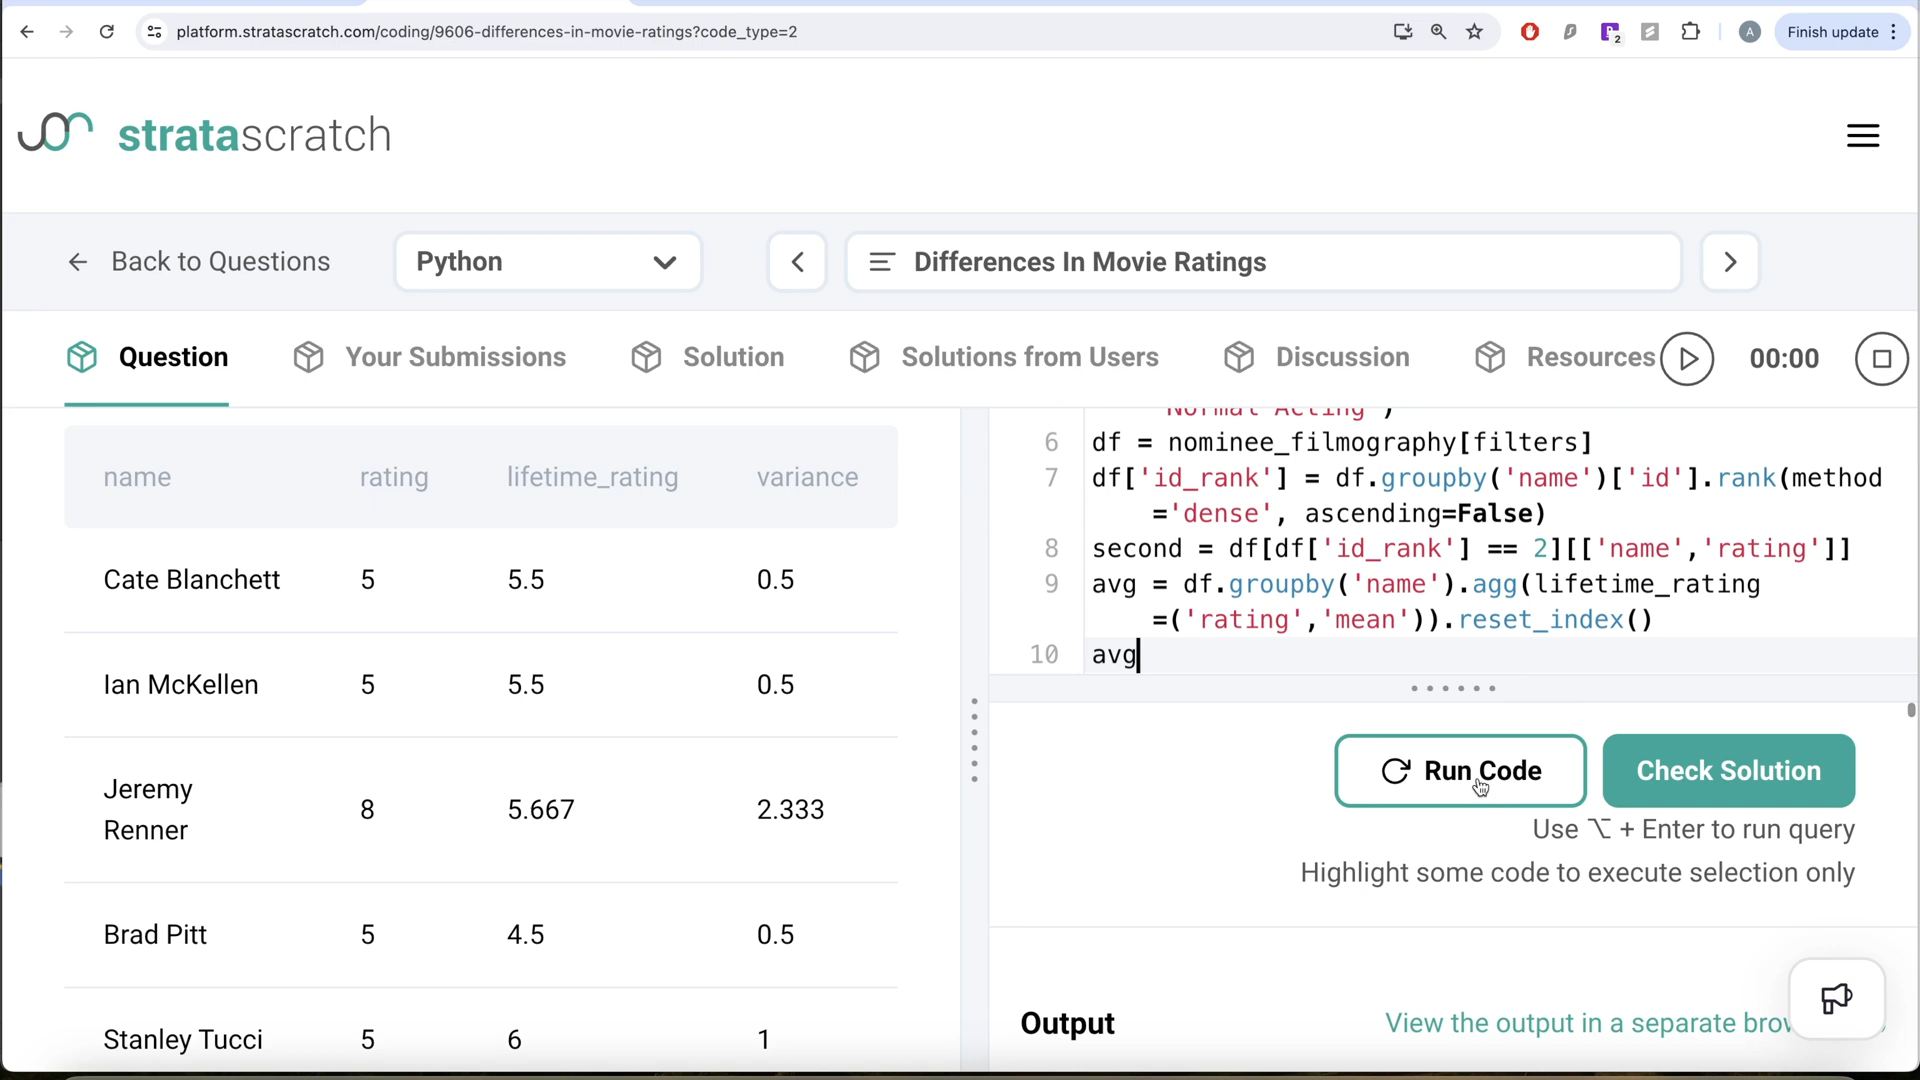 platform.stratascratch.com/coding/9606-differences-in-movie-ratings?code_type=2
2
A
Finish update
stratascratch
Back to Questions
Python
Differences In Movie Ratings
Question
Your Submissions
Solution
Solutions from Users
Discussion
Resources
00:00
name rating lifetime_rating variance
Cate Blanchett 5 5.5 0.5
Ian McKellen 5 5.5 0.5
Jeremy
Renner 8 5.667 2.333
Brad Pitt 5 4.5 0.5
Stanley Tucci 5 6 1
"Normal Acting")
6 df = nominee_filmography[filters]
7 df['id_rank'] = df.groupby('name')['id'].rank(method
='dense', ascending=False)
8 second = df[df['id_rank'] == 2][['name','rating']]
9 avg = df.groupby('name').agg(lifetime_rating
=('rating','mean')).reset_index()
10 avg
Run Code
Check Solution
Use ⌥ + Enter to run query
Highlight some code to execute selection only
Output
View the output in a separate